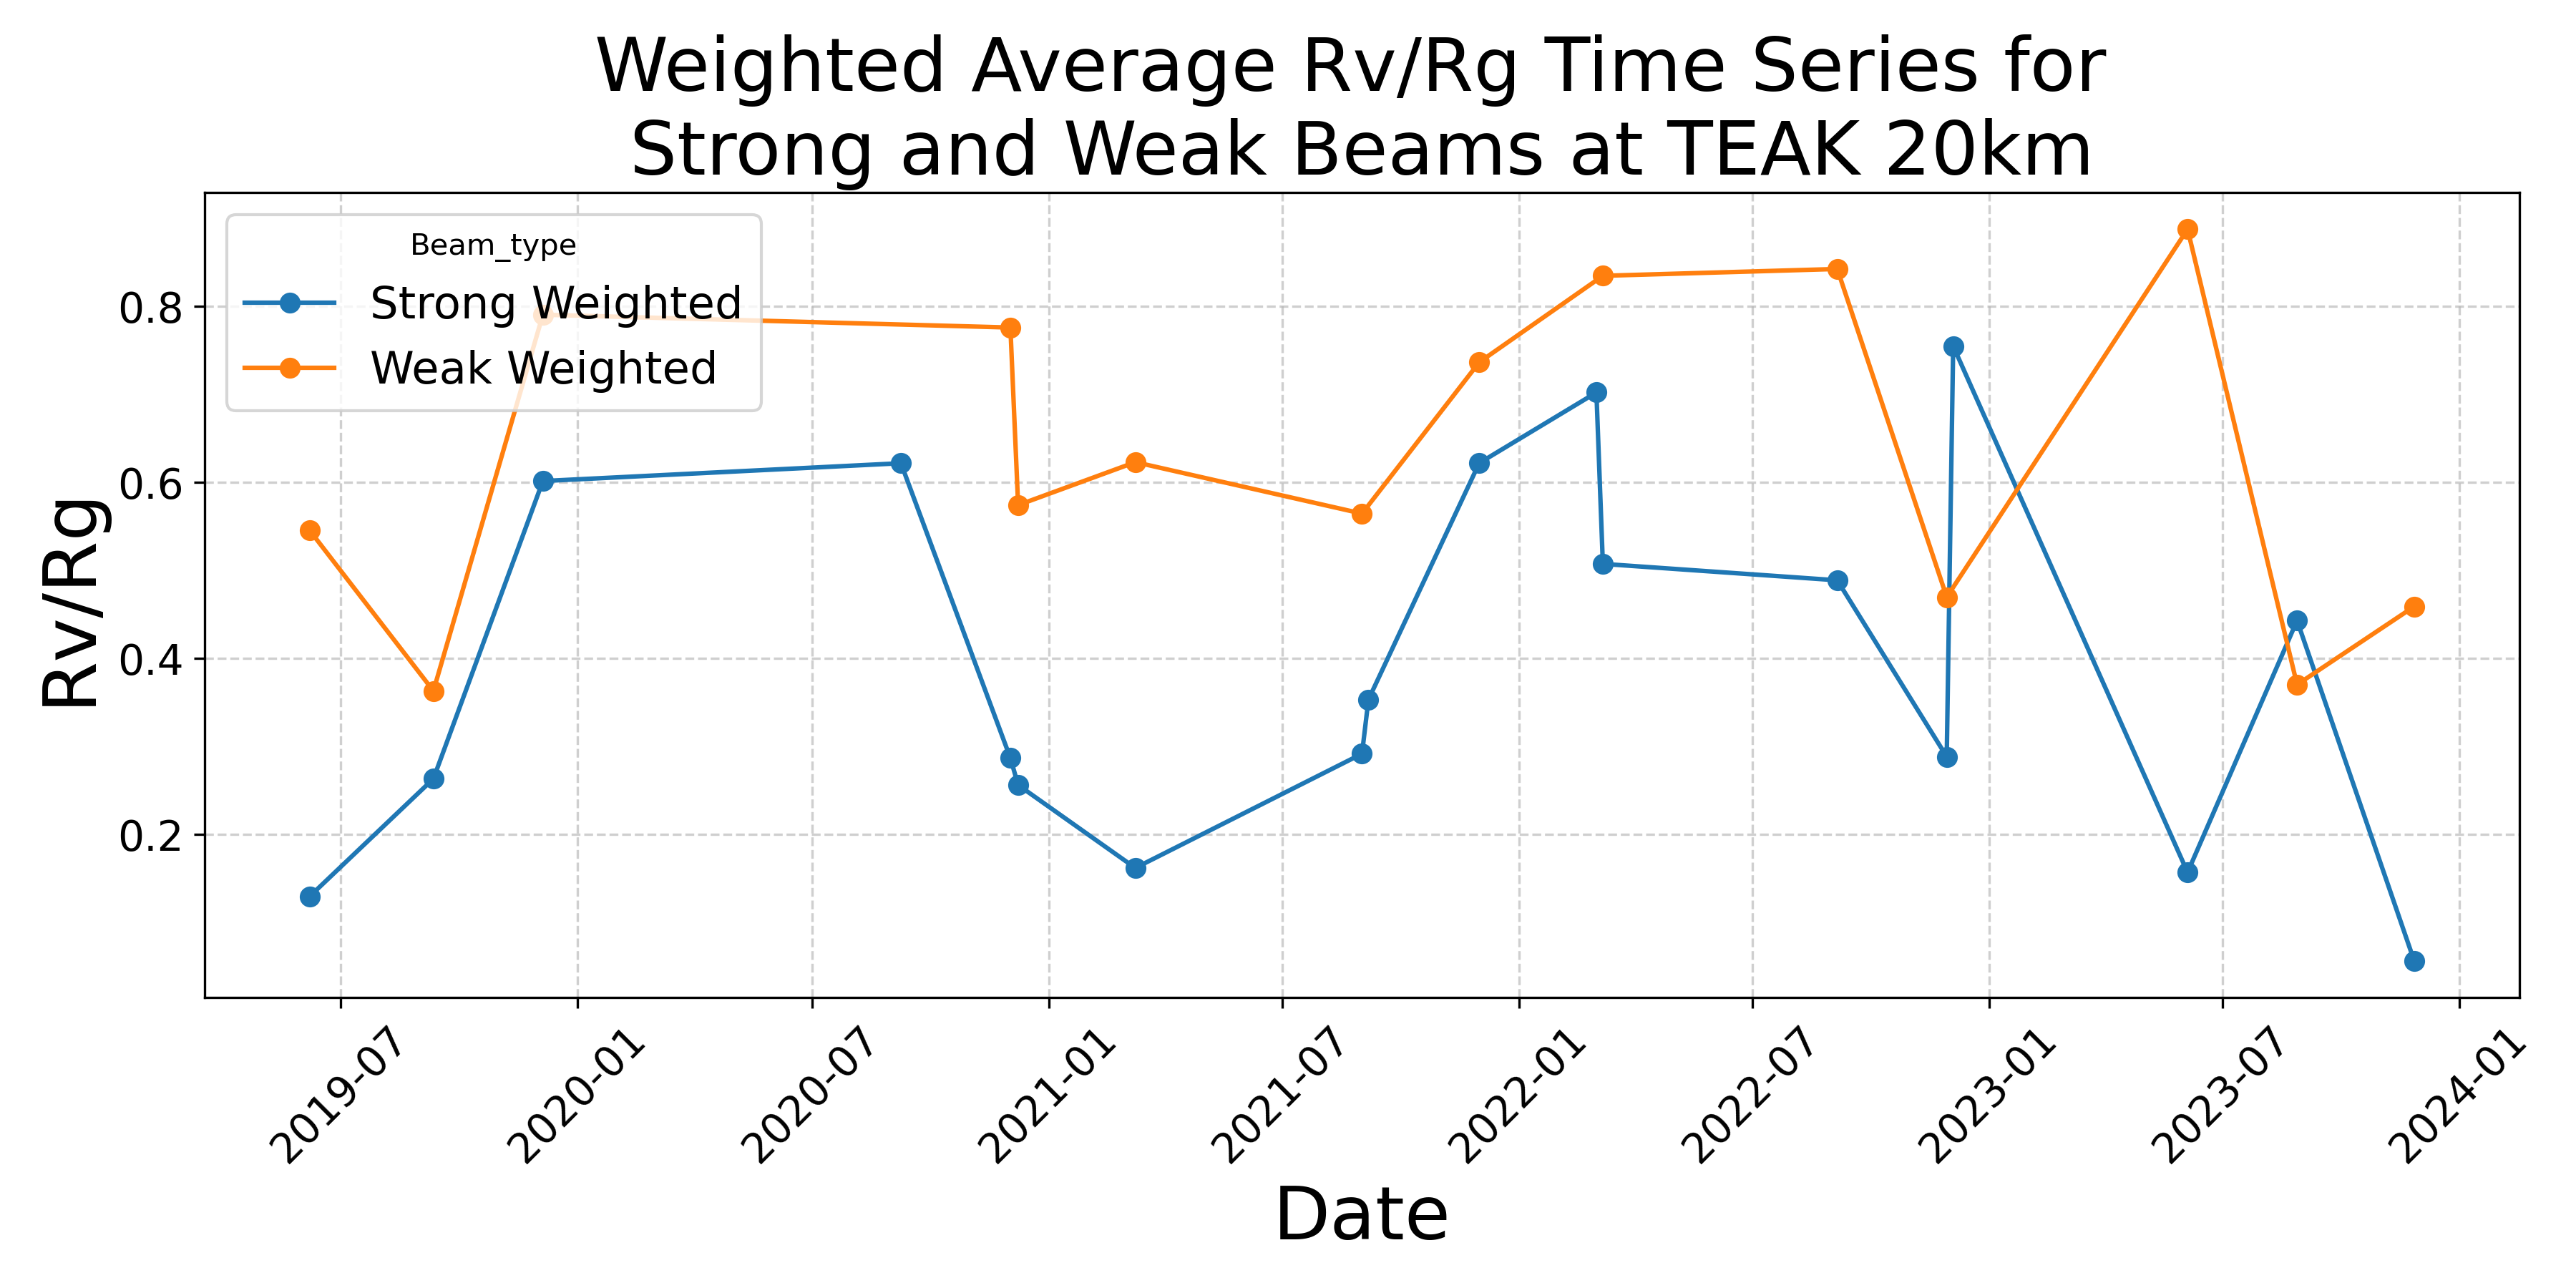 Weighted Average Rv/Rg Time Series for
Strong and Weak Beams at TEAK 20km
Beam_type
Strong Weighted
Weak Weighted
Rv/Rg
0.8
0.6
0.4
0.2
2019-07
2020-01
2020-07
2021-01
2021-07
2022-01
2022-07
2023-01
2023-07
2024-01
Date